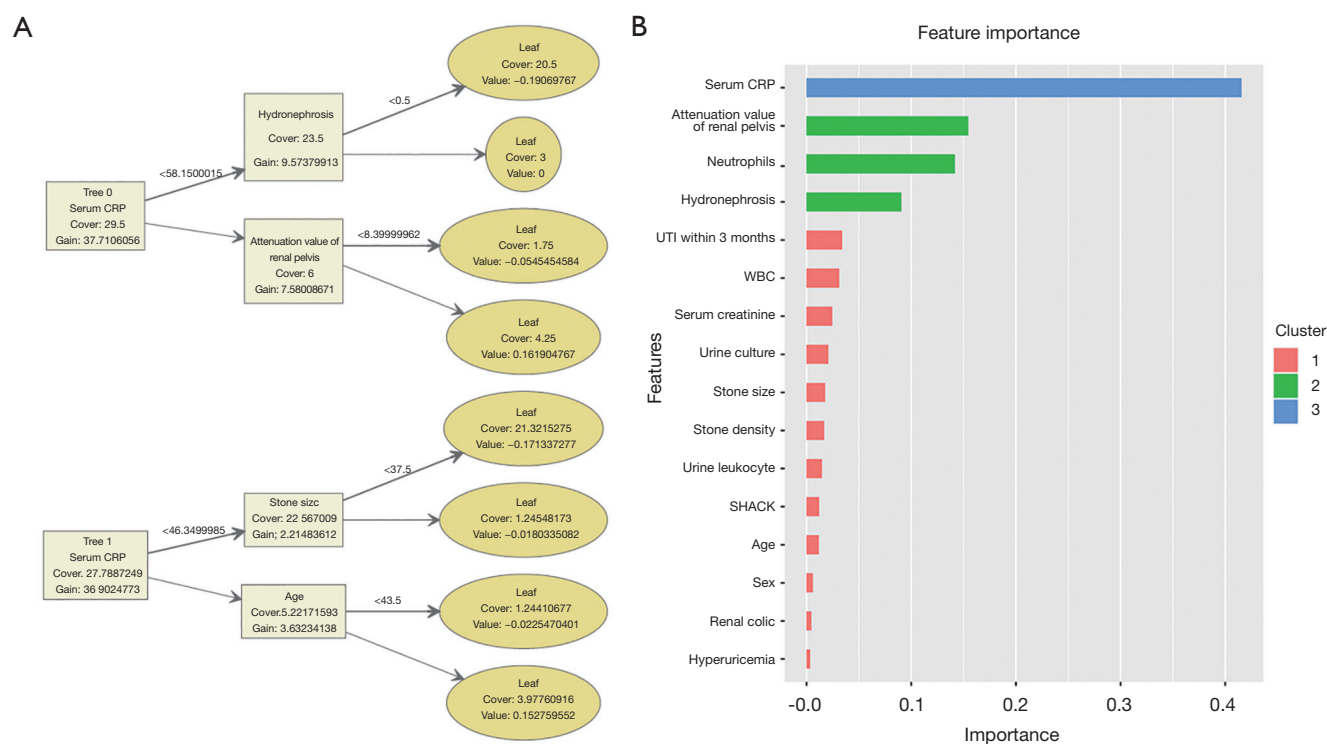 A
Tree 0
Serum CRP
Cover: 29.5
Gain: 37.7106056
<58.1500015
Hydronephrosis
Cover: 23.5
Gain: 9.57379913
<0.5
Leaf
Cover: 20.5
Value: −0.19069767
Leaf
Cover: 3
Value: 0
Attenuation value of
renal pelvis
Cover: 6
Gain: 7.58008671
<8.39999962
Leaf
Cover: 1.75
Value: −0.0545454584
Leaf
Cover: 4.25
Value: 0.161904767
Tree 1
Serum CRP
Cover. 27.7887249
Gain: 36 9024773
<46.3499985
Stone sizc
Cover: 22 567009
Gain; 2.21483612
<37.5
Leaf
Cover: 21.3215275
Value: −0.171337277
Leaf
Cover: 1.24548173
Value: −0.0180335082
Age
Cover.5.22171593
Gain: 3.63234138
<43.5
Leaf
Cover: 1.24410677
Value: −0.0225470401
Leaf
Cover: 3.97760916
Value: 0.152759552
B
Feature importance
Features
Serum CRP
Attenuation value
of renal pelvis
Neutrophils
Hydronephrosis
UTI within 3 months
WBC
Serum creatinine
Urine culture
Stone size
Stone density
Urine leukocyte
SHACK
Age
Sex
Renal colic
Hyperuricemia
-0.0 0.1 0.2 0.3 0.4
Importance
Cluster
1
2
3